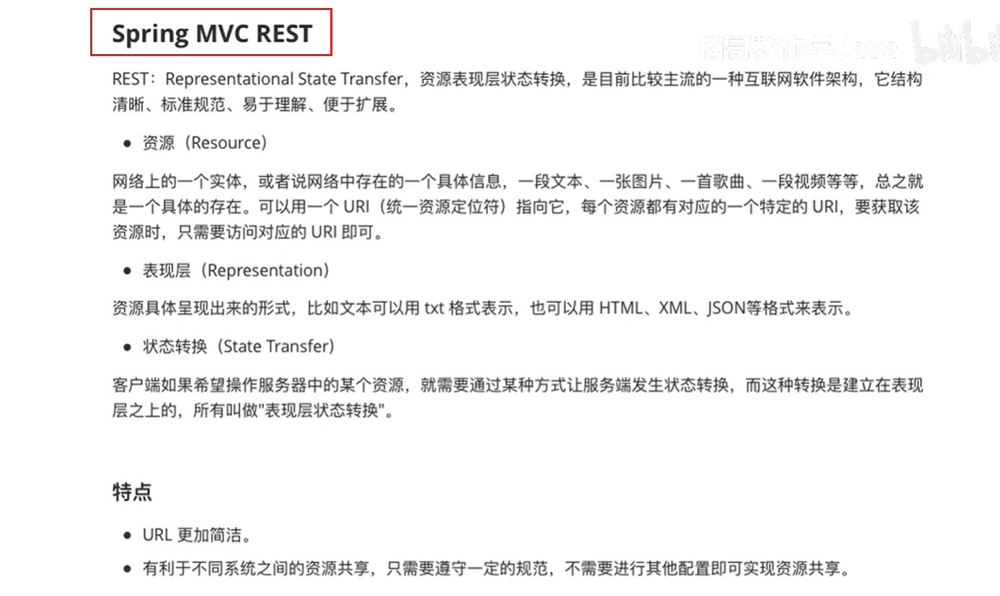 Spring MVC REST
楠哥教你学Java bilibili
REST：Representational State Transfer，资源表现层状态转换，是目前比较主流的一种互联网软件架构，它结构
清晰、标准规范、易于理解、便于扩展。
● 资源（Resource）
网络上的一个实体，或者说网络中存在的一个具体信息，一段文本、一张图片、一首歌曲、一段视频等等，总之就
是一个具体的存在。可以用一个 URI（统一资源定位符）指向它，每个资源都有对应的一个特定的 URI，要获取该
资源时，只需要访问对应的 URI 即可。
● 表现层（Representation）
资源具体呈现出来的形式，比如文本可以用 txt 格式表示，也可以用 HTML、XML、JSON等格式来表示。
● 状态转换（State Transfer）
客户端如果希望操作服务器中的某个资源，就需要通过某种方式让服务端发生状态转换，而这种转换是建立在表现
层之上的，所有叫做"表现层状态转换"。
特点
● URL 更加简洁。
● 有利于不同系统之间的资源共享，只需要遵守一定的规范，不需要进行其他配置即可实现资源共享。